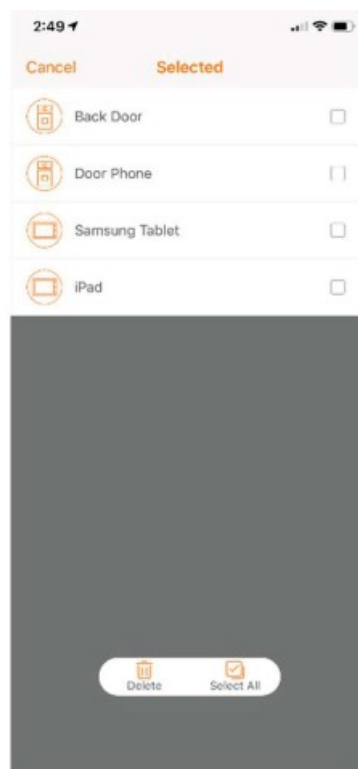 2:49
Cancel Selected
Back Door
Door Phone
Samsung Tablet
iPad
Delete Select All